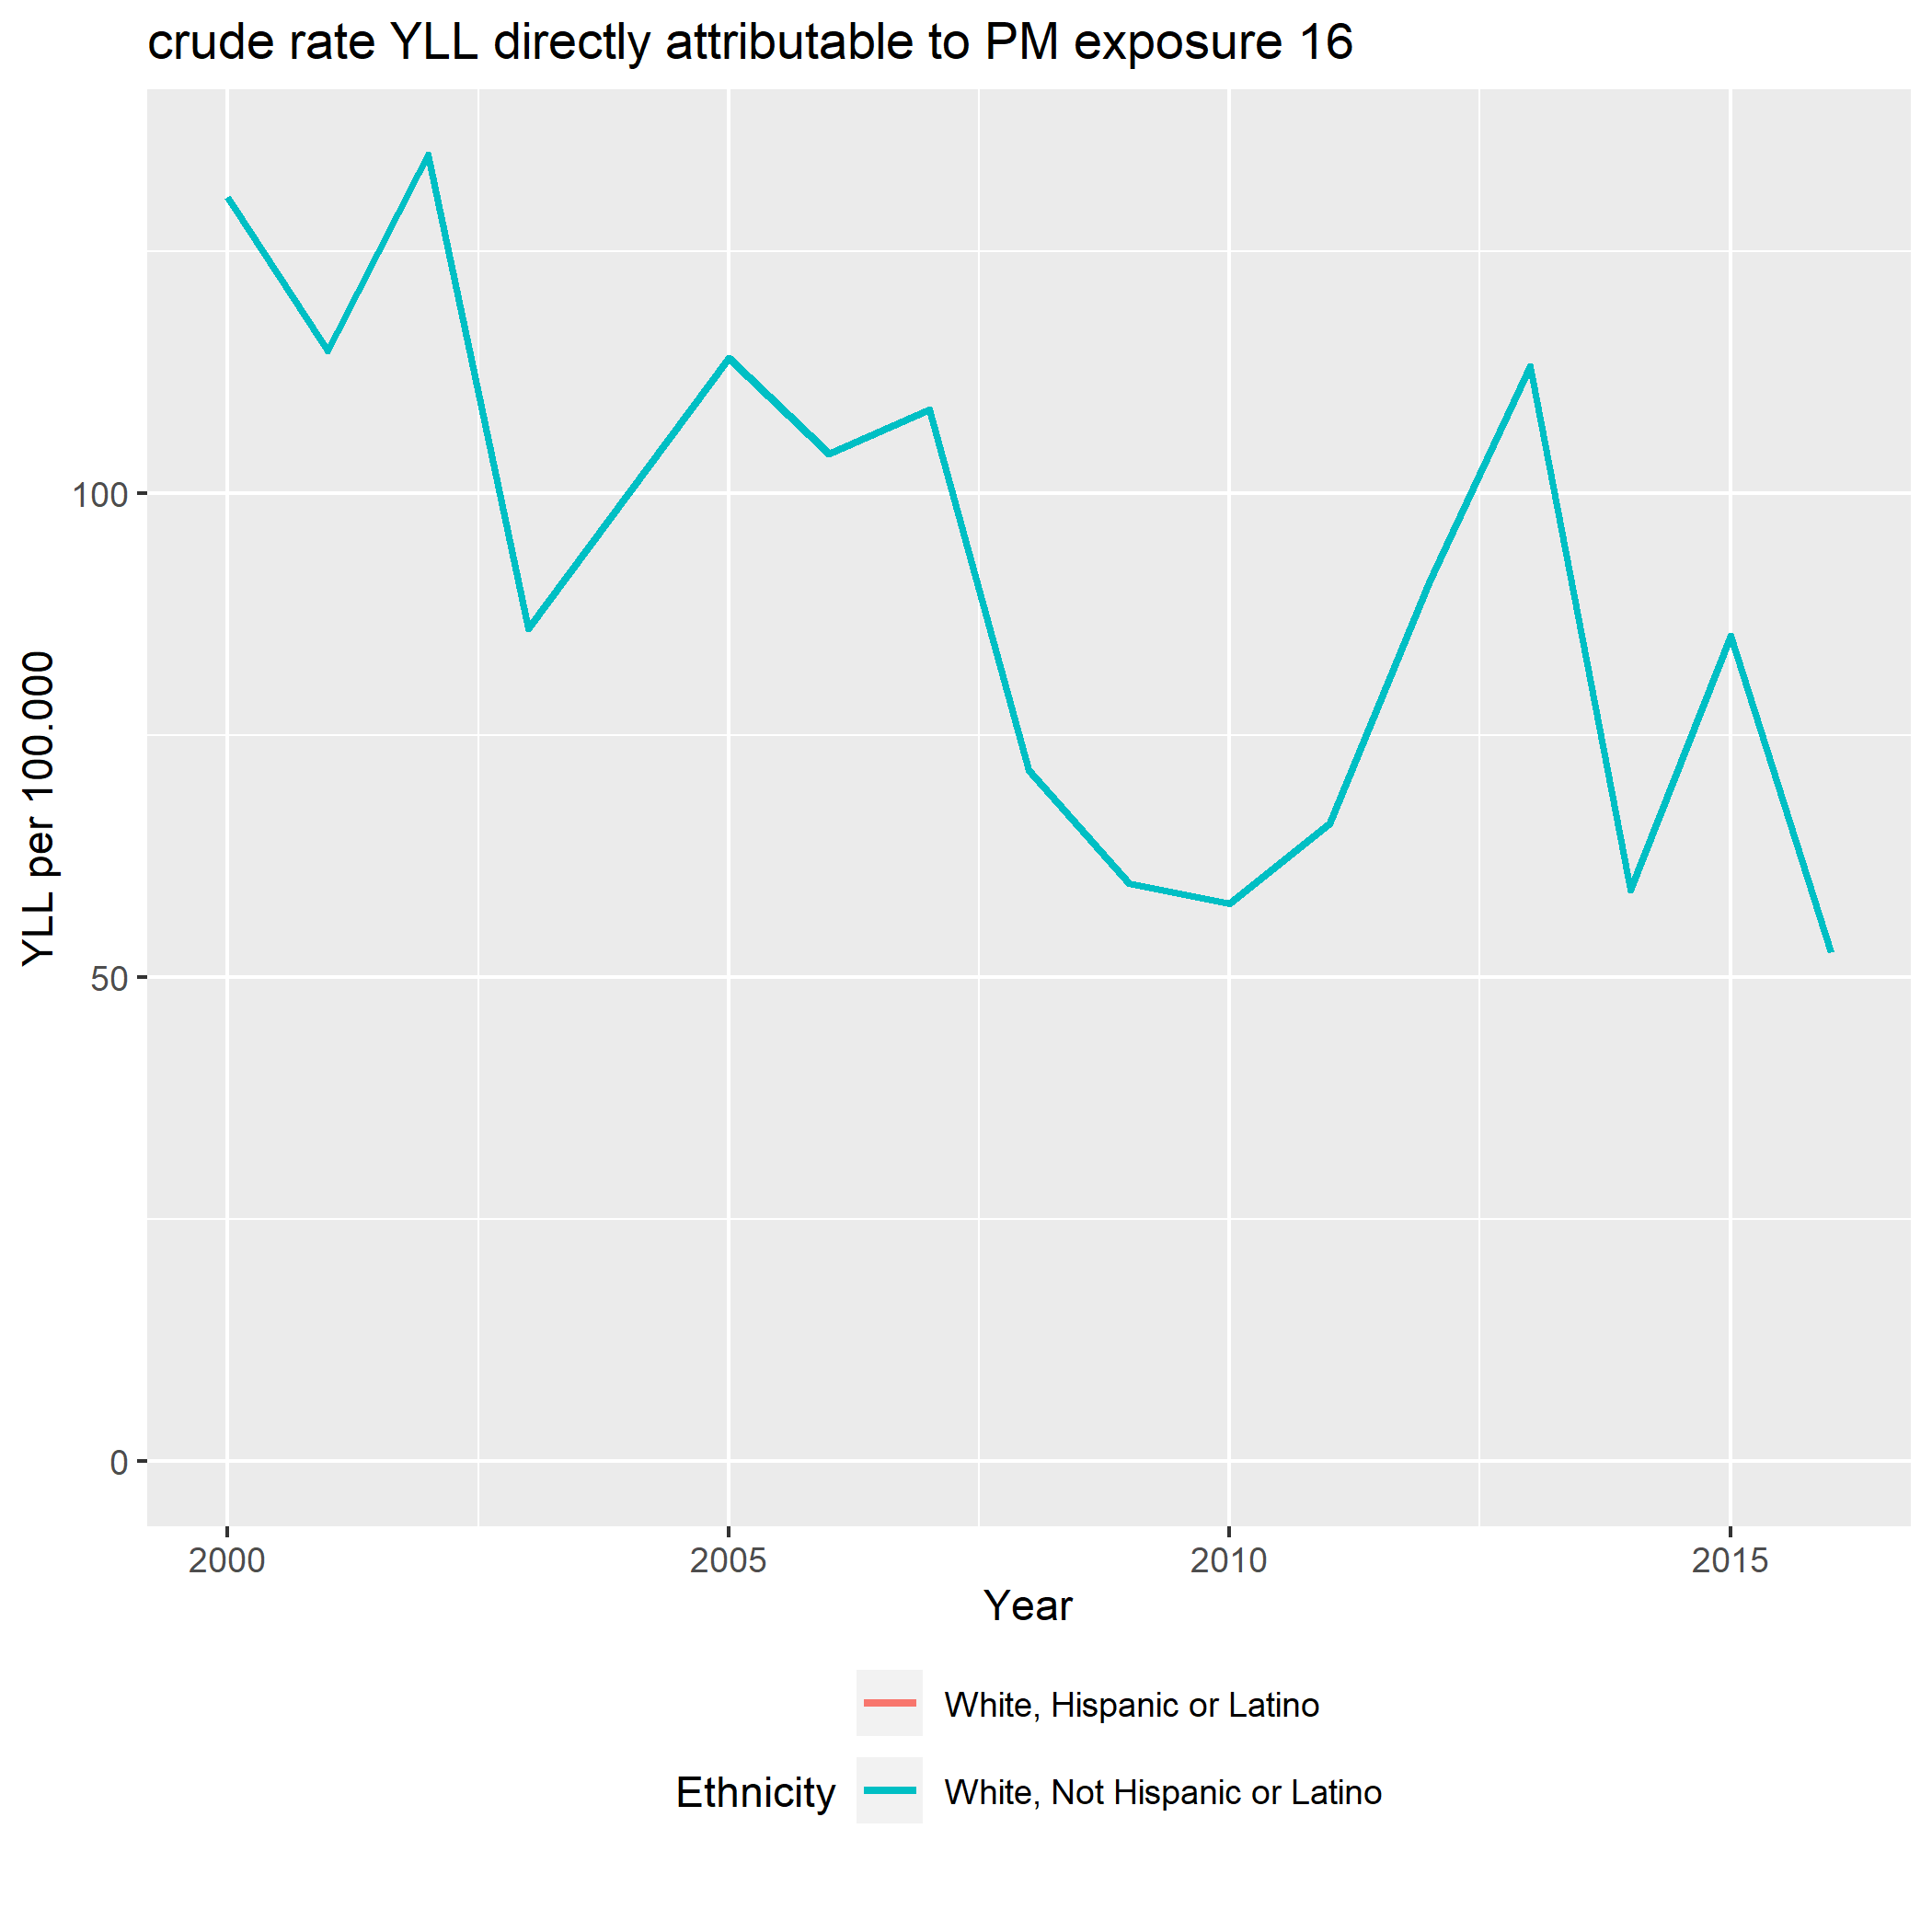 crude rate YLL directly attributable to PM exposure 16
YLL per 100.000
100
50
0
2000
2005
2010
2015
Year
Ethnicity
White, Hispanic or Latino
White, Not Hispanic or Latino